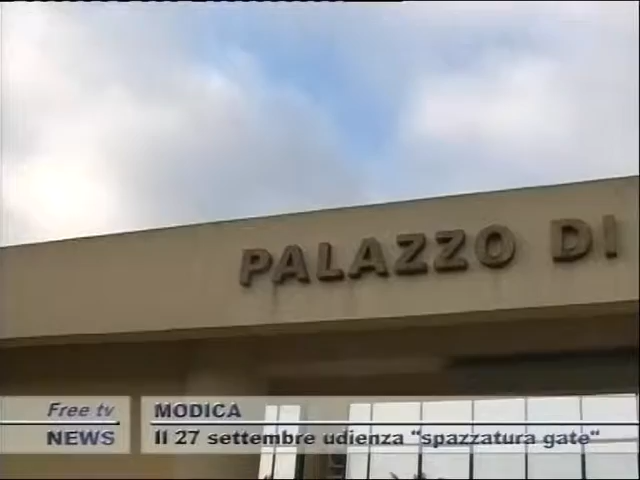 PALAZZO DI
Free tv
NEWS
MODICA
Il 27 settembre udienza "spazzatura gate"